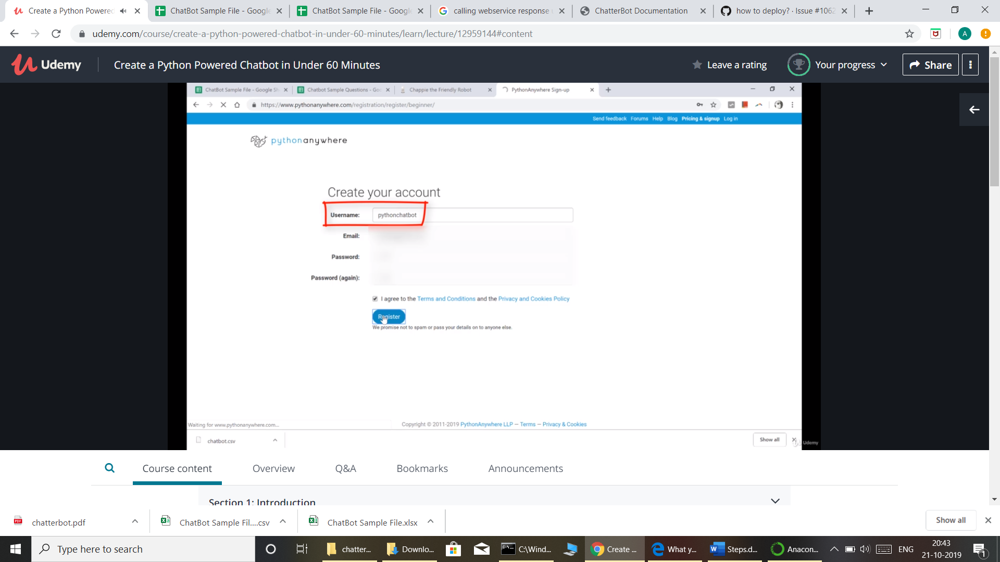 Create a Python Powered
ChatBot Sample File - Google
ChatBot Sample File - Google
calling webservice response
ChatterBot Documentation
how to deploy? · Issue #1062
udemy.com/course/create-a-python-powered-chatbot-in-under-60-minutes/learn/lecture/12959144#content
A
Udemy
Create a Python Powered Chatbot in Under 60 Minutes
Leave a rating
Your progress
Share
ChatBot Sample File - Google Sh
Chatbot Sample Questions - Goo
Chappie the Friendly Robot
PythonAnywhere Sign-up
https://www.pythonanywhere.com/registration/register/beginner/
Send feedback Forums Help Blog Pricing & signup Log in
pythonanywhere
Create your account
Username: pythonchatbot
Email:
Password:
Password (again):
I agree to the Terms and Conditions and the Privacy and Cookies Policy
Register
We promise not to spam or pass your details on to anyone else.
Copyright © 2011-2019 PythonAnywhere LLP — Terms — Privacy & Cookies
Waiting for www.pythonanywhere.com...
chatbot.csv
Show all
Udemy
Course content
Overview
Q&A
Bookmarks
Announcements
Section 1: Introduction
chatterbot.pdf
ChatBot Sample Fil....csv
ChatBot Sample File.xlsx
Show all
Type here to search
chatter...
Downlo...
C:\Wind...
Create ...
What y...
Steps.d...
Anacon...
ENG
20:43
21-10-2019
1